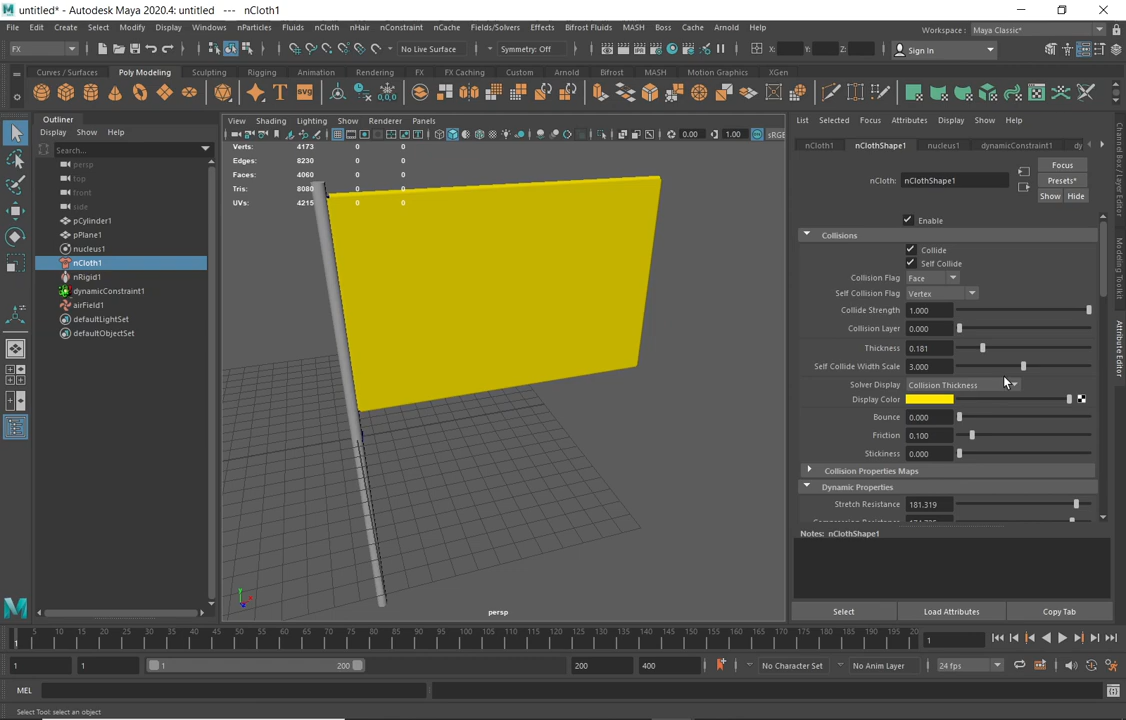 untitled* - Autodesk Maya 2020.4: untitled --- nCloth1
File Edit Create Select Modify Display Windows nParticles Fluids nCloth nHair nConstraint nCache Fields/Solvers Effects Bifrost Fluids MASH Boss Cache Arnold Help
Workspace : Maya Classic*
FX No Live Surface Symmetry: Off X: Y: Z: Sign In
Curves / Surfaces Poly Modeling Sculpting Rigging Animation Rendering FX FX Caching Custom Arnold Bifrost MASH Motion Graphics XGen
Outliner
Display Show Help
Search...
persp
top
front
side
pCylinder1
pPlane1
nucleus1
nCloth1
nRigid1
dynamicConstraint1
airField1
defaultLightSet
defaultObjectSet
View Shading Lighting Show Renderer Panels
0.00 1.00 sRGB
Verts: 4173 0 0
Edges: 8230 0 0
Faces: 4060 0 0
Tris: 8080 0 0
UVs: 4215 0 0
persp
List Selected Focus Attributes Display Show Help
nCloth1 nClothShape1 nucleus1 dynamicConstraint1 dy
nCloth: nClothShape1
Focus
Presets*
Show Hide
Enable
Collisions
Collide
Self Collide
Collision Flag Face
Self Collision Flag Vertex
Collide Strength 1.000
Collision Layer 0.000
Thickness 0.181
Self Collide Width Scale 3.000
Solver Display Collision Thickness
Display Color
Bounce 0.000
Friction 0.100
Stickiness 0.000
Collision Properties Maps
Dynamic Properties
Stretch Resistance 181.319
Notes: nClothShape1
Select Load Attributes Copy Tab
Channel Box / Layer Editor
Modeling Toolkit
Attribute Editor
5 10 15 20 25 30 35 40 45 50 55 60 65 70 75 80 85 90 95 100 105 110 115 120 125 130 135 140 145 150 155 160 165 170 175 180 185 190 195 20
1 1
1 1 1 200 200 400 No Character Set No Anim Layer 24 fps
MEL
Select Tool: select an object